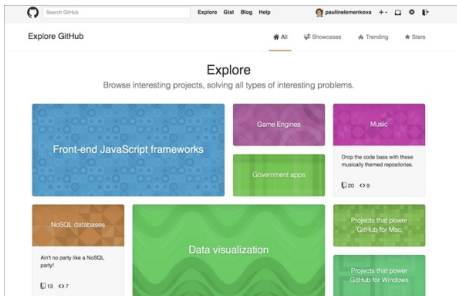 Search GitHub
Explore Gist Blog Help
paulinelemenkova
Explore GitHub
All Showcases Trending Stars
Explore
Browse interesting projects, solving all types of interesting problems.
Front-end JavaScript frameworks
Game Engines
Government apps
Music
Drop the code bass with these
musically themed repositories.
20 9
NoSQL databases
Ain't no party like a NoSQL
party!
13 7
Data visualization
Projects that power
GitHub for Mac
Projects that power
GitHub for Windows